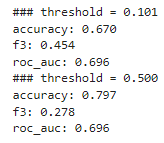 ### threshold = 0.101
accuracy: 0.670
f3: 0.454
roc_auc: 0.696
### threshold = 0.500
accuracy: 0.797
f3: 0.278
roc_auc: 0.696